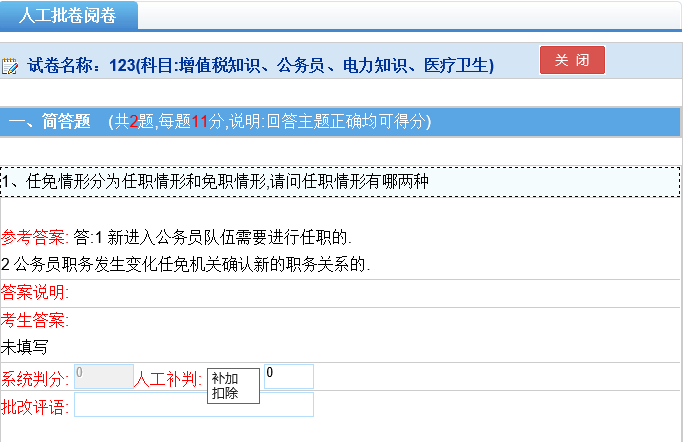 人工批卷阅卷
试卷名称：123(科目:增值税知识、公务员、电力知识、医疗卫生)
关 闭
一、简答题 (共2题,每题11分,说明:回答主题正确均可得分)
1、任免情形分为任职情形和免职情形,请问任职情形有哪两种
参考答案: 答:1 新进入公务员队伍需要进行任职的.
2 公务员职务发生变化任免机关确认新的职务关系的.
答案说明:
考生答案:
未填写
系统判分: 0 人工补判: 补加 0
扣除
批改评语: